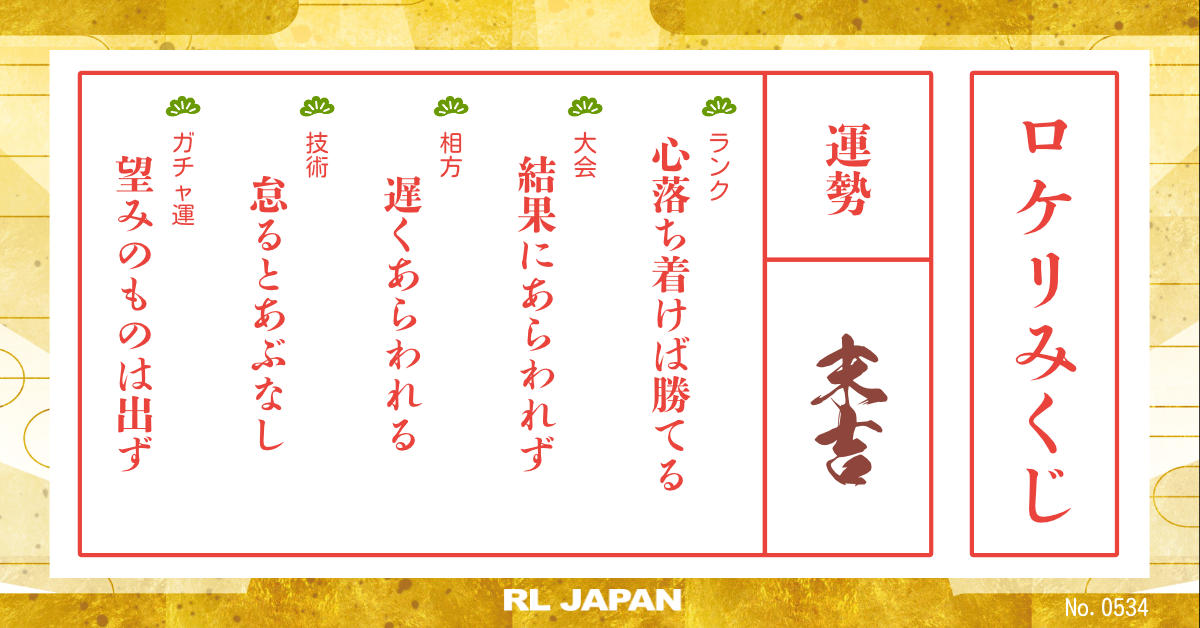 ロケリみくじ
運勢
末吉
ランク
心落ち着けば勝てる
大会
結果にあらわれず
相方
遅くあらわれる
技術
怠るとあぶなし
ガチャ運
望みのものは出ず
RL JAPAN
No. 0534